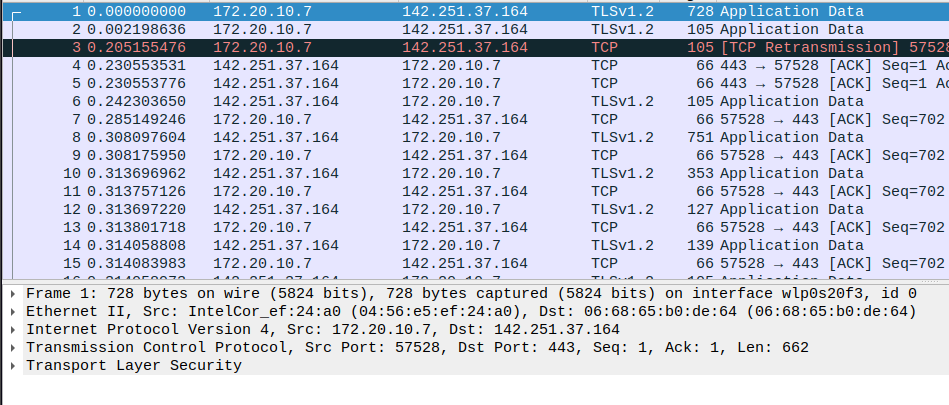 1 0.000000000 172.20.10.7 142.251.37.164 TLSv1.2 728 Application Data
2 0.002198636 172.20.10.7 142.251.37.164 TLSv1.2 105 Application Data
3 0.205155476 172.20.10.7 142.251.37.164 TCP 105 [TCP Retransmission] 57528
4 0.230553531 142.251.37.164 172.20.10.7 TCP 66 443 → 57528 [ACK] Seq=1 Ac
5 0.230553776 142.251.37.164 172.20.10.7 TCP 66 443 → 57528 [ACK] Seq=1 Ac
6 0.242303650 142.251.37.164 172.20.10.7 TLSv1.2 105 Application Data
7 0.285149246 172.20.10.7 142.251.37.164 TCP 66 57528 → 443 [ACK] Seq=702
8 0.308097604 142.251.37.164 172.20.10.7 TLSv1.2 751 Application Data
9 0.308175950 172.20.10.7 142.251.37.164 TCP 66 57528 → 443 [ACK] Seq=702
10 0.313696962 142.251.37.164 172.20.10.7 TLSv1.2 353 Application Data
11 0.313757126 172.20.10.7 142.251.37.164 TCP 66 57528 → 443 [ACK] Seq=702
12 0.313697220 142.251.37.164 172.20.10.7 TLSv1.2 127 Application Data
13 0.313801718 172.20.10.7 142.251.37.164 TCP 66 57528 → 443 [ACK] Seq=702
14 0.314058808 142.251.37.164 172.20.10.7 TLSv1.2 139 Application Data
15 0.314083983 172.20.10.7 142.251.37.164 TCP 66 57528 → 443 [ACK] Seq=702
Frame 1: 728 bytes on wire (5824 bits), 728 bytes captured (5824 bits) on interface wlp0s20f3, id 0
Ethernet II, Src: IntelCor_ef:24:a0 (04:56:e5:ef:24:a0), Dst: 06:68:65:b0:de:64 (06:68:65:b0:de:64)
Internet Protocol Version 4, Src: 172.20.10.7, Dst: 142.251.37.164
Transmission Control Protocol, Src Port: 57528, Dst Port: 443, Seq: 1, Ack: 1, Len: 662
Transport Layer Security